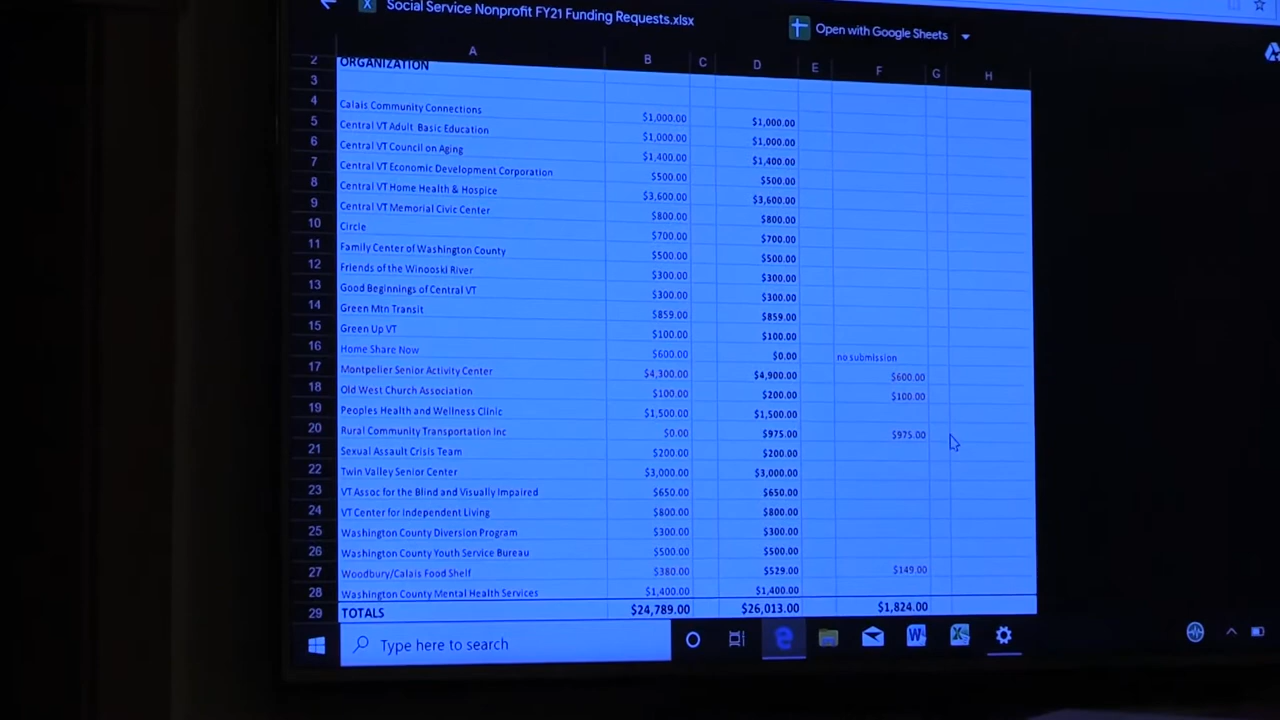 X Social Service Nonprofit FY21 Funding Requests.xlsx
Open with Google Sheets
A B C D E F G H
2 ORGANIZATION
3
4 Calais Community Connections $1,000.00 $1,000.00
5 Central VT Adult Basic Education $1,000.00 $1,000.00
6 Central VT Council on Aging $1,400.00 $1,400.00
7 Central VT Economic Development Corporation $500.00 $500.00
8 Central VT Home Health & Hospice $3,600.00 $3,600.00
9 Central VT Memorial Civic Center $800.00 $800.00
10 Circle $700.00 $700.00
11 Family Center of Washington County $500.00 $500.00
12 Friends of the Winooski River $300.00 $300.00
13 Good Beginnings of Central VT $300.00 $300.00
14 Green Mtn Transit $859.00 $859.00
15 Green Up VT $100.00 $100.00
16 Home Share Now $600.00 $0.00 no submission
17 Montpelier Senior Activity Center $4,300.00 $4,900.00 $600.00
18 Old West Church Association $100.00 $200.00 $100.00
19 Peoples Health and Wellness Clinic $1,500.00 $1,500.00
20 Rural Community Transportation Inc $0.00 $975.00 $975.00
21 Sexual Assault Crisis Team $200.00 $200.00
22 Twin Valley Senior Center $3,000.00 $3,000.00
23 VT Assoc for the Blind and Visually Impaired $650.00 $650.00
24 VT Center for Independent Living $800.00 $800.00
25 Washington County Diversion Program $300.00 $300.00
26 Washington County Youth Service Bureau $500.00 $500.00
27 Woodbury/Calais Food Shelf $380.00 $529.00 $149.00
28 Washington County Mental Health Services $1,400.00 $1,400.00
29 TOTALS $24,789.00 $26,013.00 $1,824.00
Type here to search